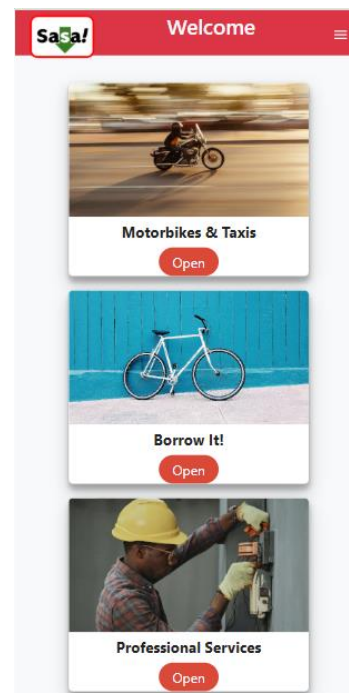 SaSa!
Welcome
Motorbikes & Taxis
Open
Borrow It!
Open
Professional Services
Open